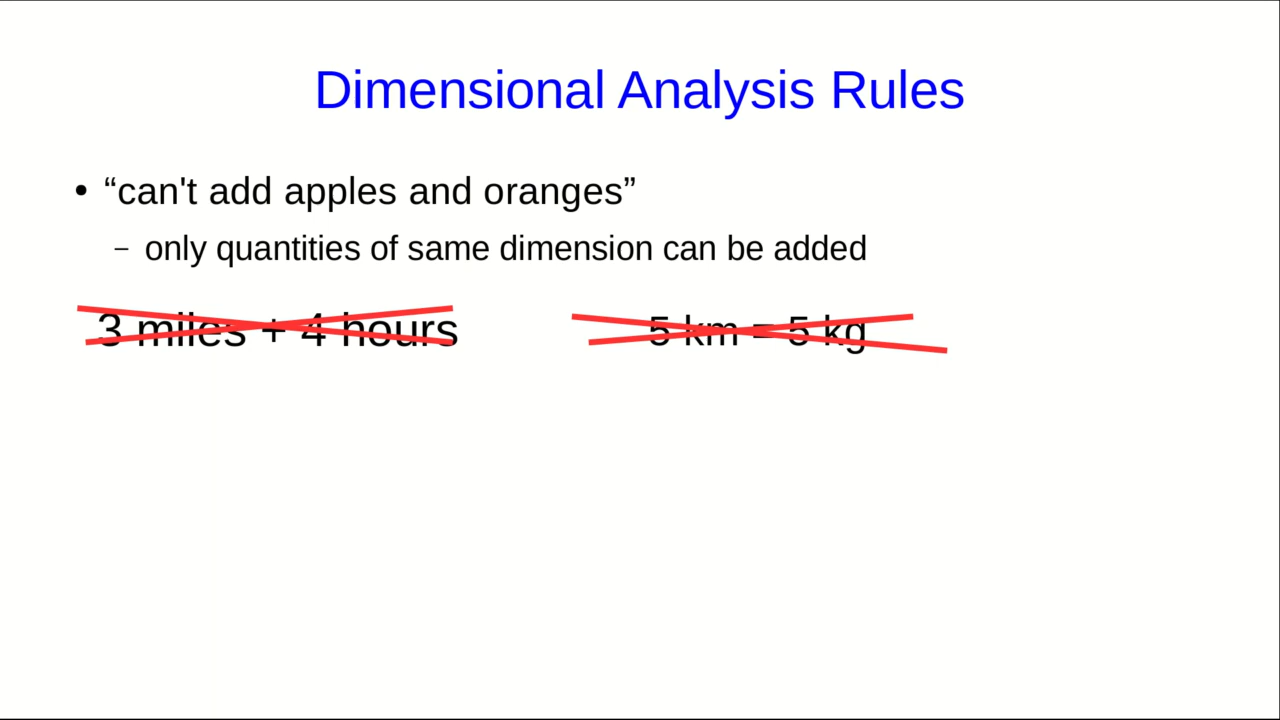 Dimensional Analysis Rules
• “can't add apples and oranges”
– only quantities of same dimension can be added
3 miles + 4 hours 5 km = 5 kg